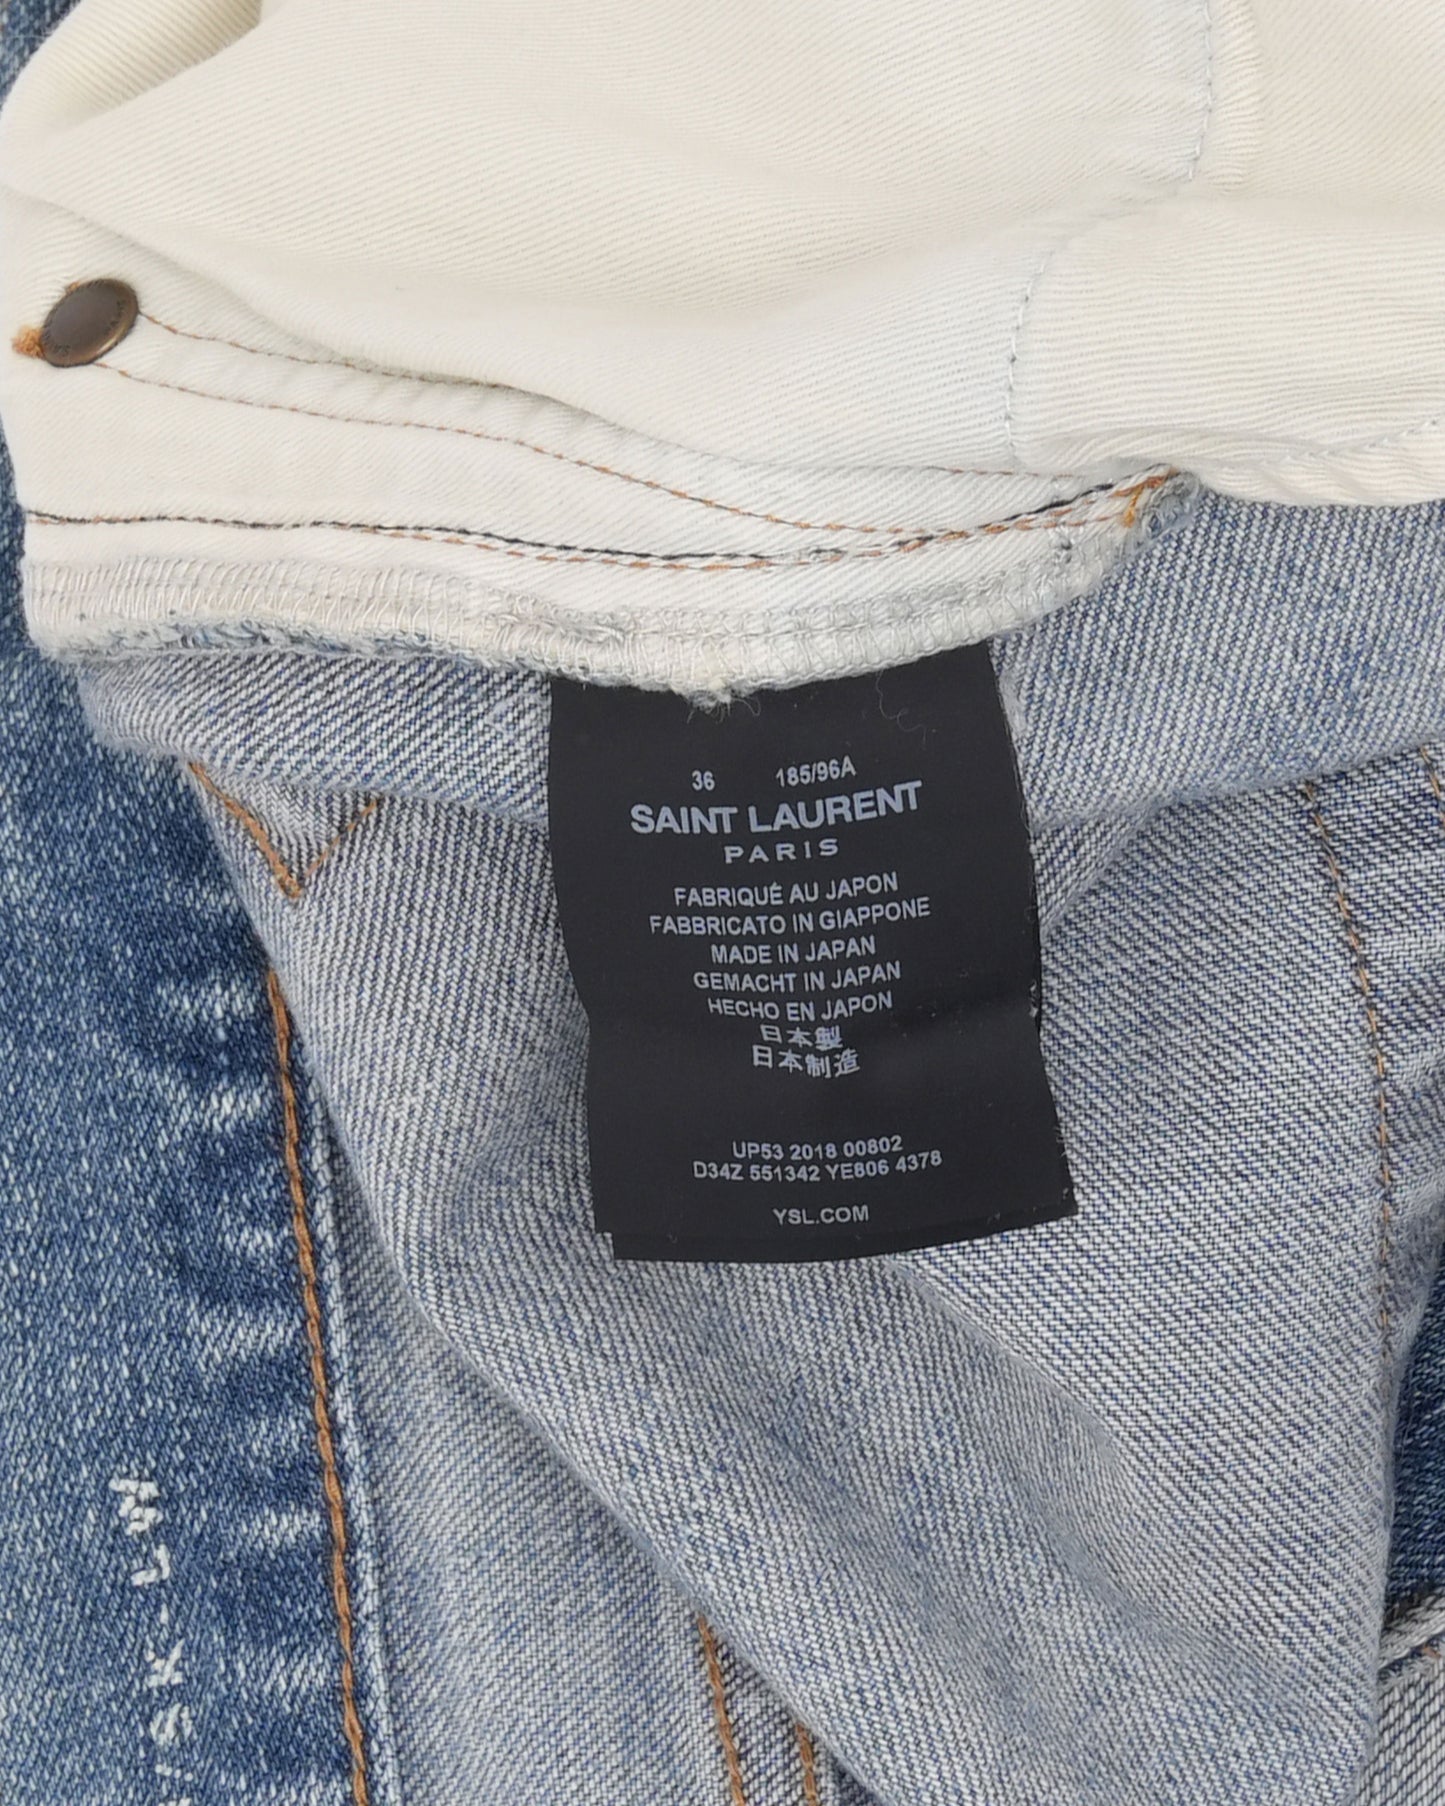 36 185/96A
SAINT LAURENT
PARIS
FABRIQUÉ AU JAPON
FABBRICATO IN GIAPPONE
MADE IN JAPAN
GEMACHT IN JAPAN
HECHO EN JAPON
日本製
日本制造
UP53 2018 00802
D34Z 551342 YE806 4378
YSL.COM